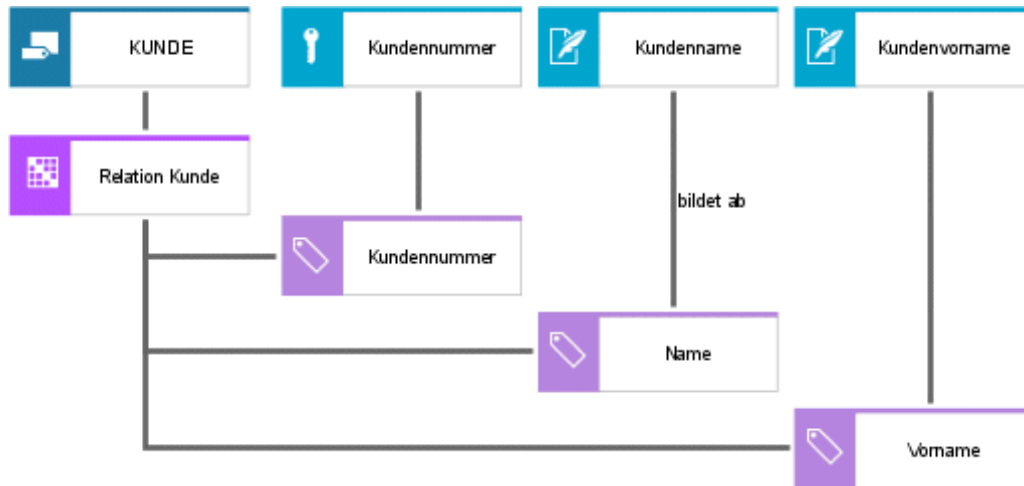 KUNDE
Kundennummer
Kundenname
Kundenvorname
Relation Kunde
bildet ab
Kundennummer
Name
Vorname